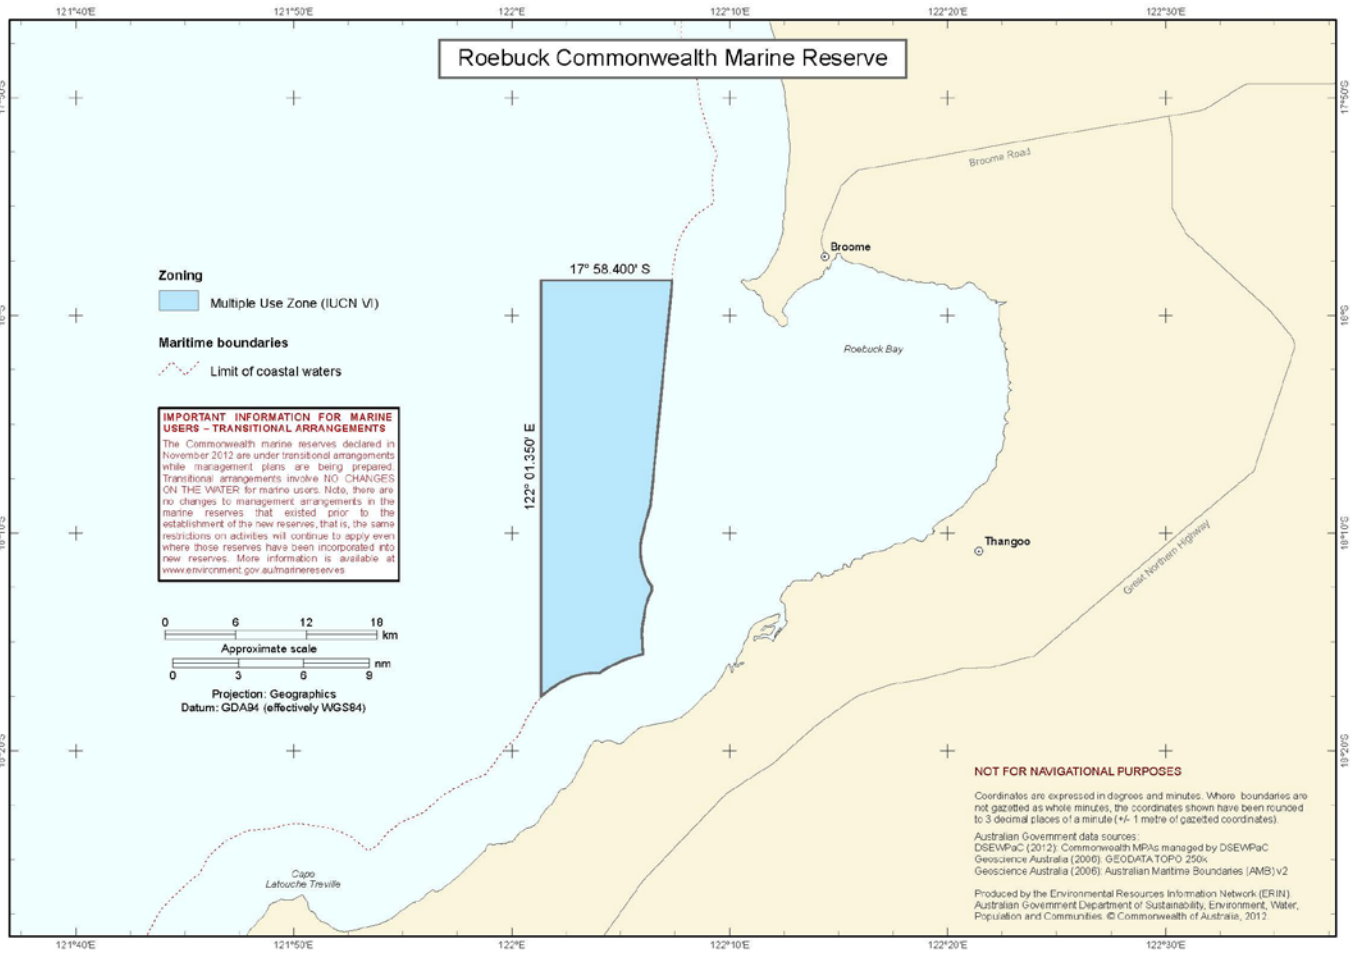 121°40'E 121°50'E 122°E 122°10'E 122°20'E 122°30'E
Roebuck Commonwealth Marine Reserve
17°50'S
Broome Road
Broome
17° 58.400' S
Zoning
Multiple Use Zone (IUCN VI)
18°S 18°S
Maritime boundaries
Limit of coastal waters
Roebuck Bay
122° 01.350' E
IMPORTANT INFORMATION FOR MARINE
USERS – TRANSITIONAL ARRANGEMENTS
The Commonwealth marine reserves declared in
November 2012 are under transitional arrangements
while management plans are being prepared.
Transitional arrangements involve NO CHANGES
ON THE WATER for marine users. Note, there are
no changes to management arrangements in the
marine reserves that existed prior to the
establishment of the new reserves, that is, the same
restrictions on activities will continue to apply even
where those reserves have been incorporated into
new reserves. More information is available at
www.environment.gov.au/marinereserves
18°10'S 18°10'S
Thangoo
Great Northern Highway
0 6 12 18
km
Approximate scale
nm
0 3 6 9
Projection: Geographics
Datum: GDA94 (effectively WGS84)
18°20'S 18°20'S
NOT FOR NAVIGATIONAL PURPOSES
Coordinates are expressed in degrees and minutes. Where boundaries are
not gazetted as whole minutes, the coordinates shown have been rounded
to 3 decimal places of a minute (+/- 1 metre of gazetted coordinates).
Australian Government data sources:
DSEWPaC (2012): Commonwealth MPAs managed by DSEWPaC
Geoscience Australia (2006): GEODATA TOPO 250k
Geoscience Australia (2006): Australian Maritime Boundaries (AMB) v2
Produced by the Environmental Resources Information Network (ERIN)
Australian Government Department of Sustainability, Environment, Water,
Population and Communities. © Commonwealth of Australia, 2012.
Cape
Latouche Treville
121°40'E 121°50'E 122°E 122°10'E 122°20'E 122°30'E